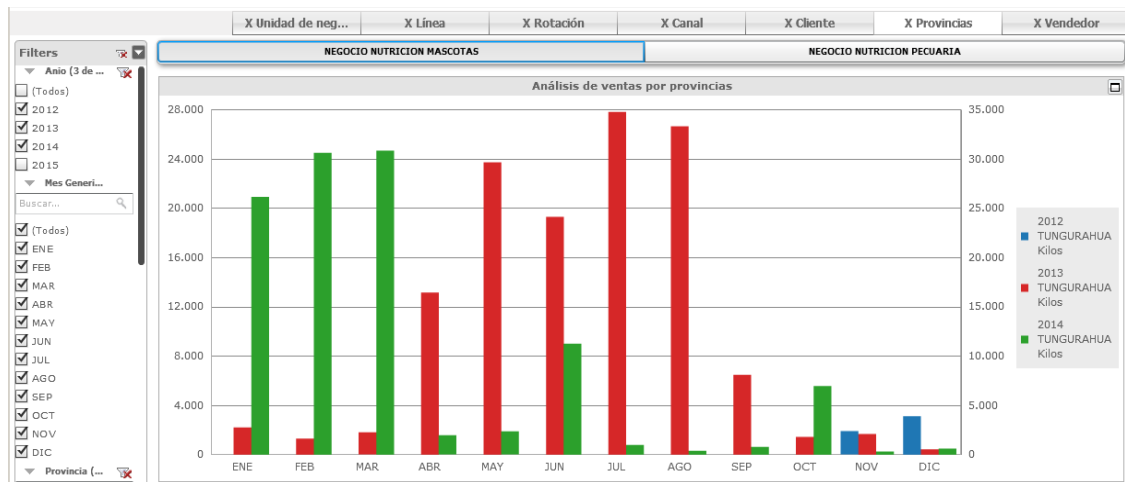 X Unidad de neg...
X Línea
X Rotación
X Canal
X Cliente
X Provincias
X Vendedor
Filters
Anio (3 de ...
(Todos)
2012
2013
2014
2015
Mes Generi...
Buscar...
(Todos)
ENE
FEB
MAR
ABR
MAY
JUN
JUL
AGO
SEP
OCT
NOV
DIC
Provincia (...
NEGOCIO NUTRICION MASCOTAS
NEGOCIO NUTRICION PECUARIA
Análisis de ventas por provincias
28.000
24.000
20.000
16.000
12.000
8.000
4.000
0
35.000
30.000
25.000
20.000
15.000
10.000
5.000
0
ENE
FEB
MAR
ABR
MAY
JUN
JUL
AGO
SEP
OCT
NOV
DIC
2012
TUNGURAHUA
Kilos
2013
TUNGURAHUA
Kilos
2014
TUNGURAHUA
Kilos